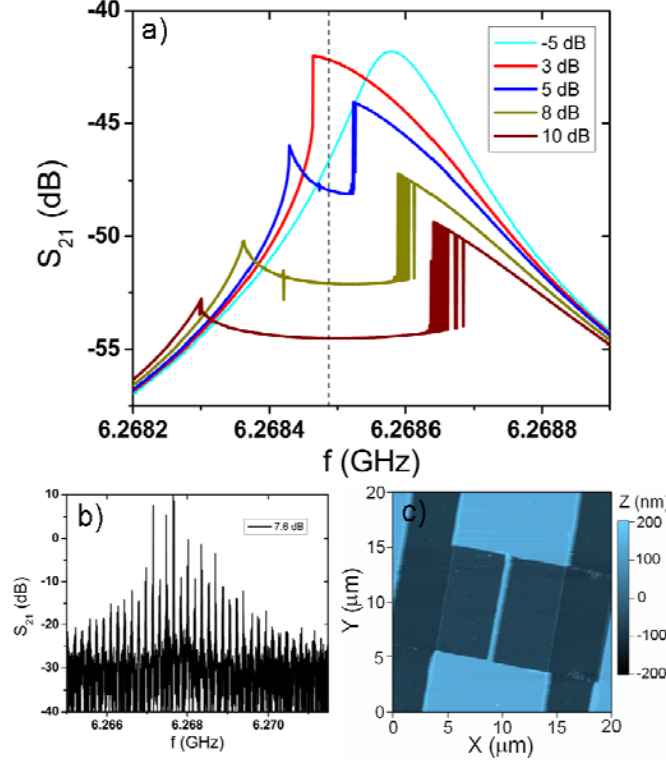 a)
-40
-45
-50
-55
S21 (dB)
-5 dB
3 dB
5 dB
8 dB
10 dB
6.2682 6.2684 6.2686 6.2688
f (GHz)
b)
10
0
-10
-20
-30
-40
S21 (dB)
7.6 dB
6.266 6.268 6.270
f (GHz)
c)
20
15
10
5
0
Y (μm)
0 5 10 15 20
X (μm)
Z (nm)
200
100
0
-100
-200